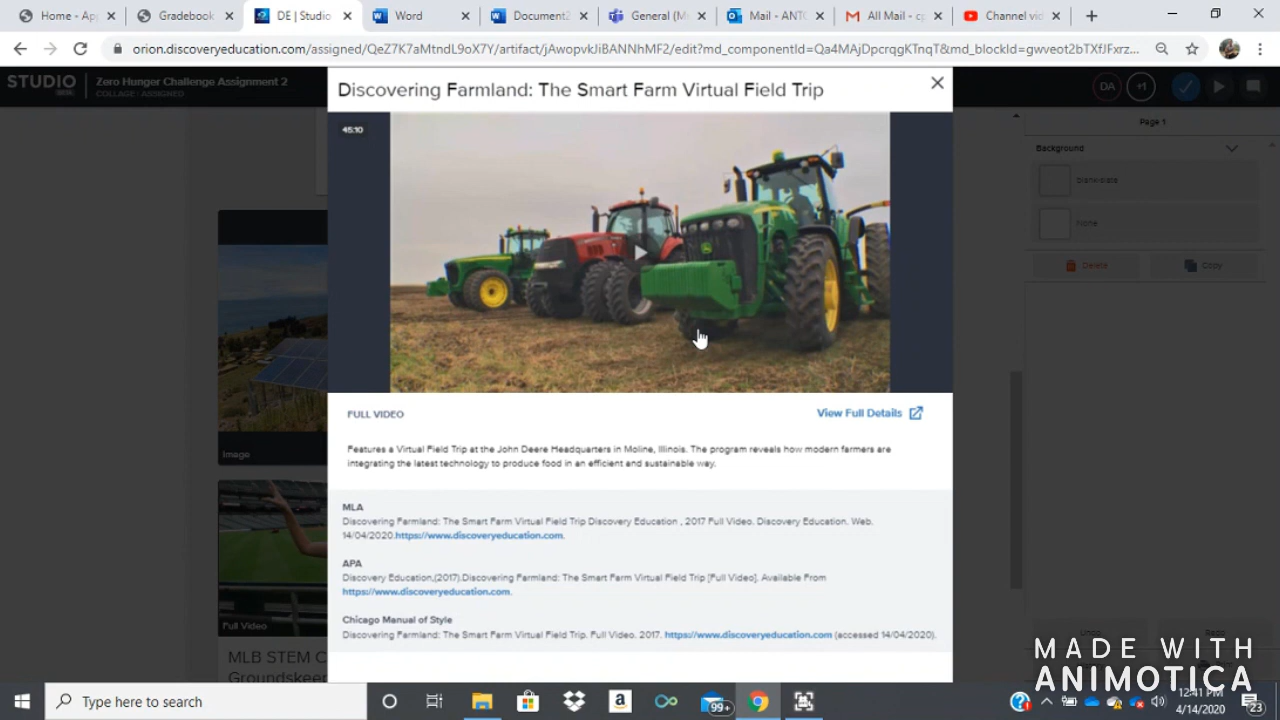 Home - Ap
Gradebook
DE | Studio
Word
Document2
General (M
Mail - ANTC
All Mail - cp
Channel vid
orion.discoveryeducation.com/assigned/QeZ7K7aMtndL9oX7Y/artifact/jAwopvkJiBANNhMF2/edit?md_componentId=Qa4MAjDpcrqgKTnqT&md_blockId=gwveot2bTXfJFxrz...
STUDIO
Zero Hunger Challenge Assignment 2
COLLAGE | ASSIGNED
DA
+1
Discovering Farmland: The Smart Farm Virtual Field Trip
45:10
Page 1
Background
Delete
Copy
Image
Full Video
MLB STEM C
Groundskee
FULL VIDEO
View Full Details
Features a Virtual Field Trip at the John Deere Headquarters in Moline, Illinois. The program reveals how modern farmers are
integrating the latest technology to produce food in an efficient and sustainable way.
MLA
Discovering Farmland: The Smart Farm Virtual Field Trip Discovery Education , 2017 Full Video. Discovery Education. Web.
14/04/2020.https://www.discoveryeducation.com.
APA
Discovery Education,(2017).Discovering Farmland: The Smart Farm Virtual Field Trip [Full Video]. Available From
https://www.discoveryeducation.com.
Chicago Manual of Style
Discovering Farmland: The Smart Farm Virtual Field Trip. Full Video. 2017. https://www.discoveryeducation.com (accessed 14/04/2020).
MADE WITH
ANIMOTICA
Type here to search
99+
12:41 PM
4/14/2020
23